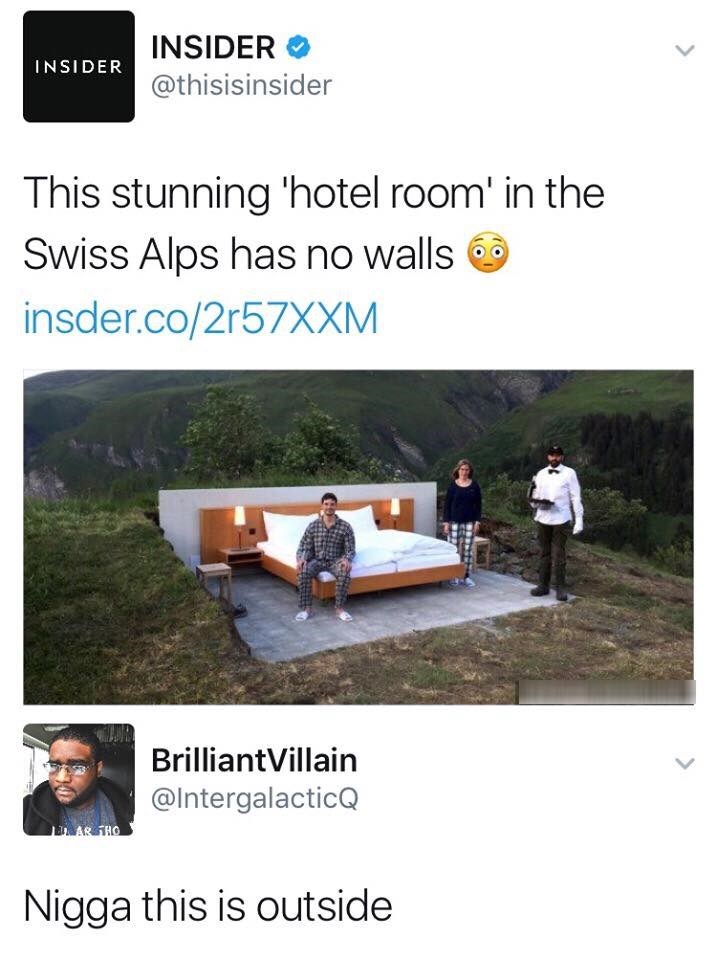 INSIDER
INSIDER
@thisisinsider
This stunning 'hotel room' in the
Swiss Alps has no walls 😳
insder.co/2r57XXM
BrilliantVillain
@IntergalacticQ
Nigga this is outside